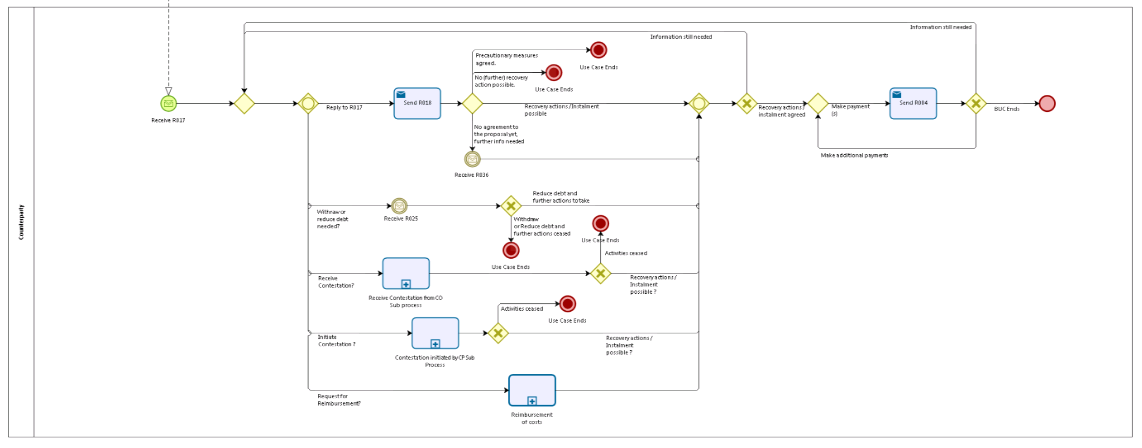 Information still needed
Information still needed
Precautionary measures
agreed.
Use Case Ends
No (further) recovery
action possible.
Use Case Ends
Receive R017
Reply to R017
Send R018
Recovery actions / Instalment
possible
Recovery actions /
instalment agreed
Make payment
(s)
Send R004
BUC Ends
No agreement to
the proposal yet,
further info needed
Receive R036
Make additional payments
Counterparty
Withdraw or
reduce debt
needed?
Receive R025
Reduce debt and
further actions to take
Withdraw
or Reduce debt and
further actions ceased
Use Case Ends
Use Case Ends
Activities ceased
Receive
Contestation?
Receive Contestation from CO
Sub process
Recovery actions /
Instalment
possible ?
Activities ceased
Use Case Ends
Initiate
Contestation ?
Contestation initiated by CP Sub
Process
Recovery actions /
Instalment
possible ?
Request for
Reimbursement?
Reimbursement
of costs